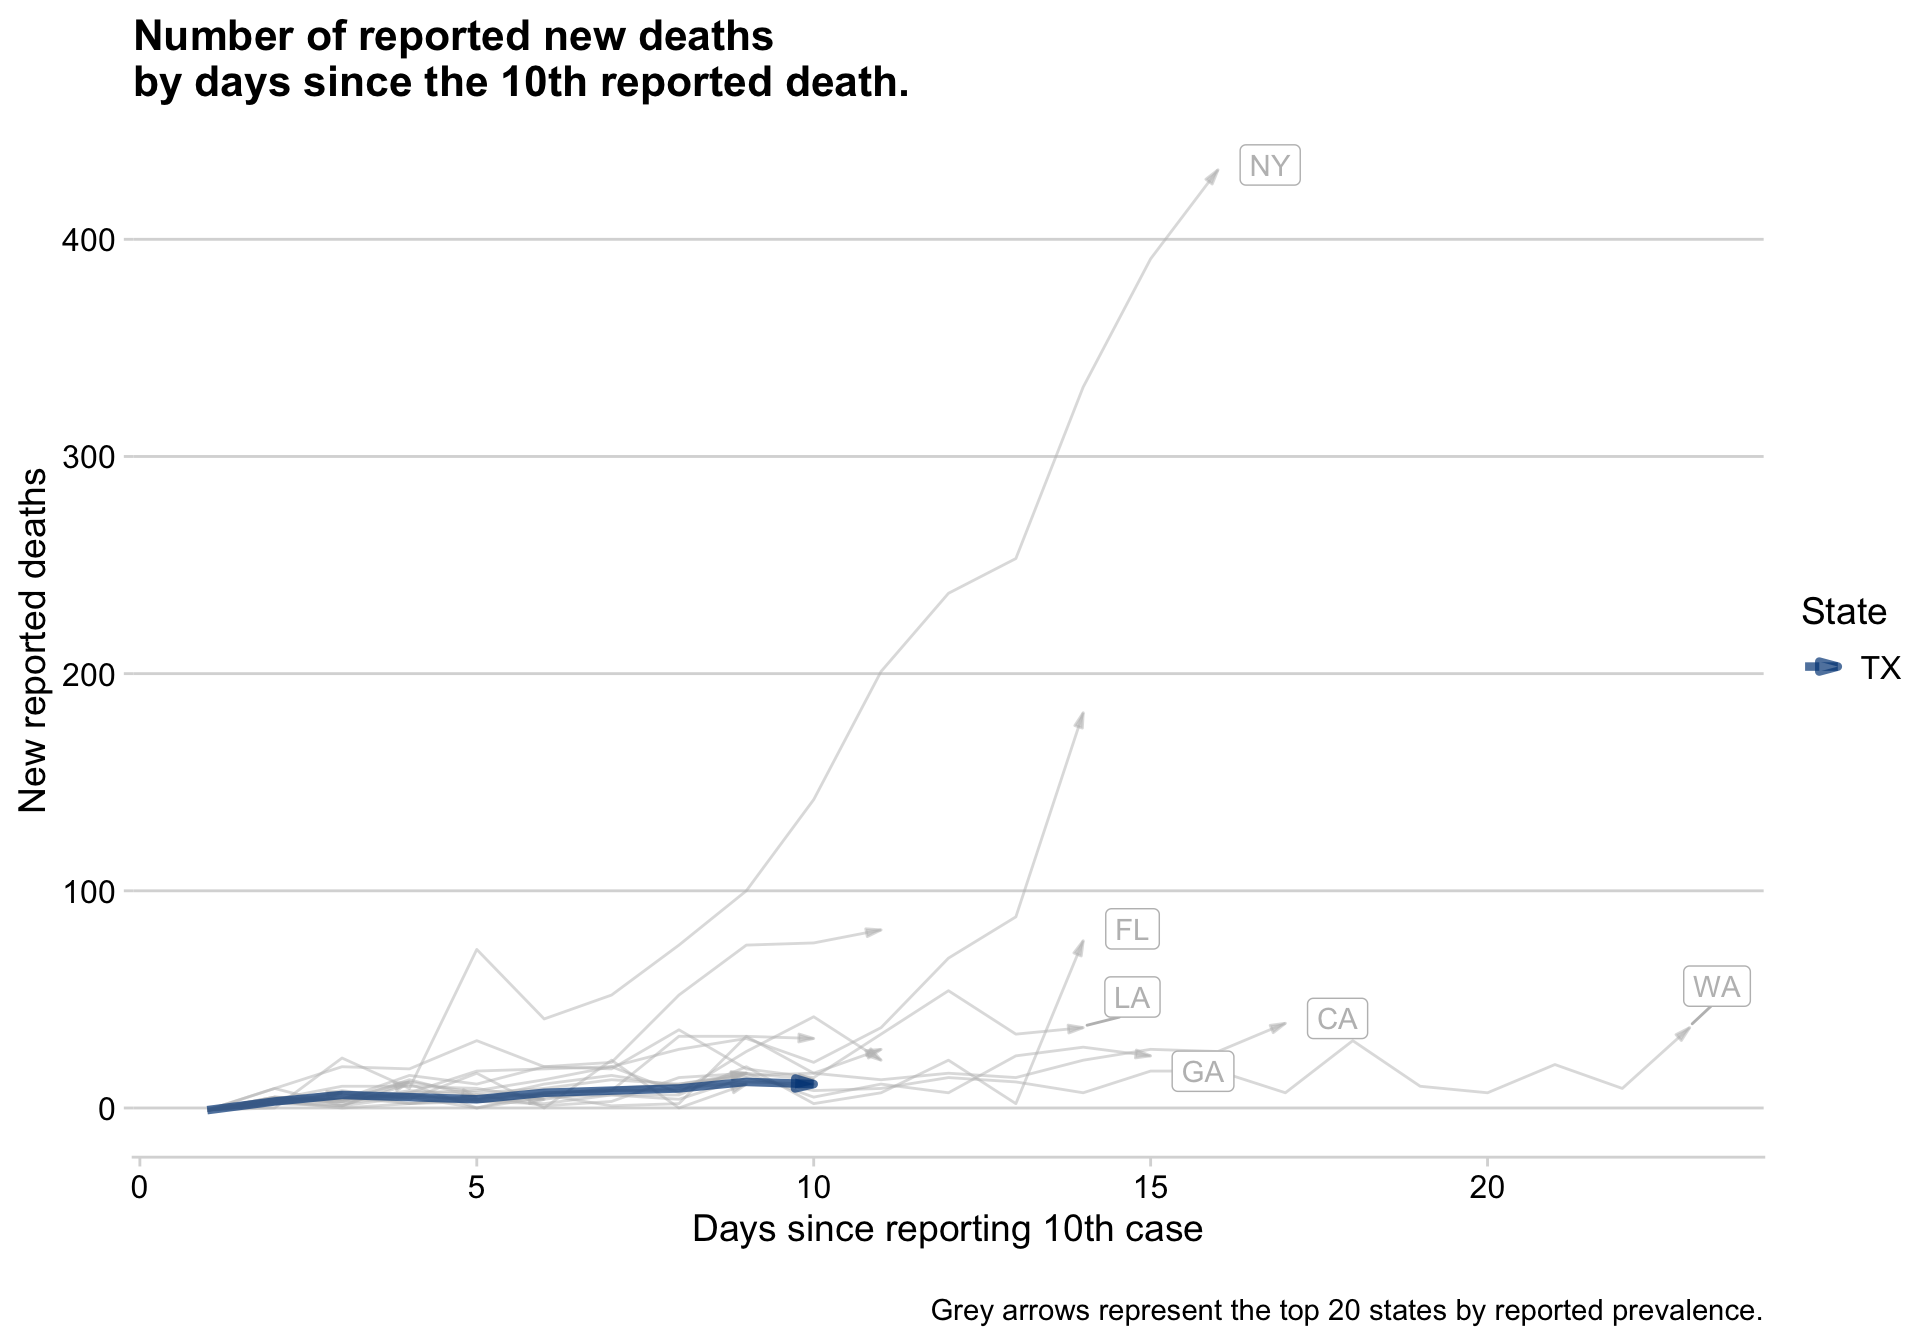 Number of reported new deaths
by days since the 10th reported death.
NY
400
300
New reported deaths
State
200
TX
100
FL
LA
WA
CA
GA
0
0 5 10 15 20
Days since reporting 10th case
Grey arrows represent the top 20 states by reported prevalence.